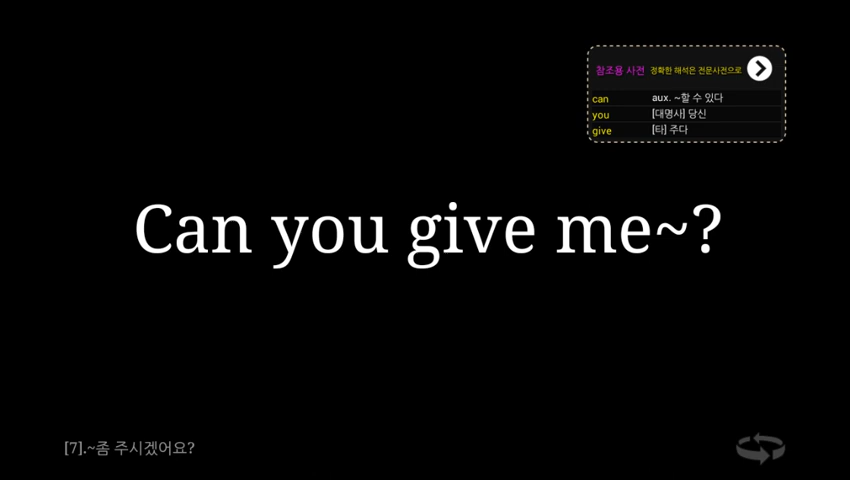 참조용 사전 정확한 해석은 전문사전으로
can aux. ~할 수 있다
you [대명사] 당신
give [타] 주다
Can you give me~?
[7].~좀 주시겠어요?